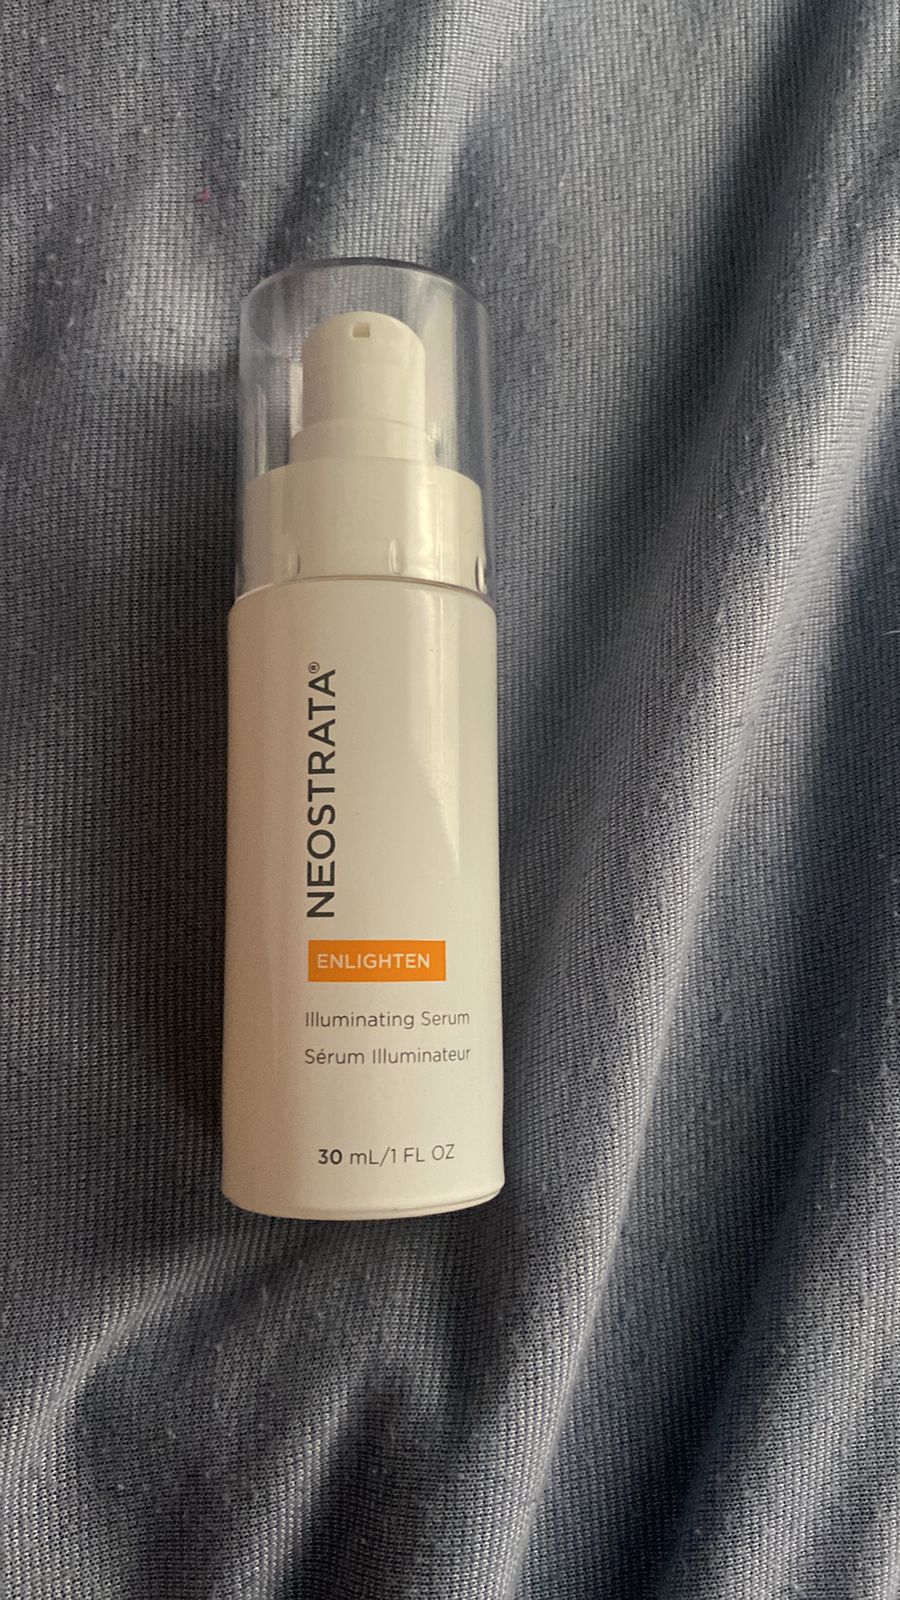 NEOSTRATA®
ENLIGHTEN
Illuminating Serum
Sérum Illuminateur
30 mL/1 FL OZ